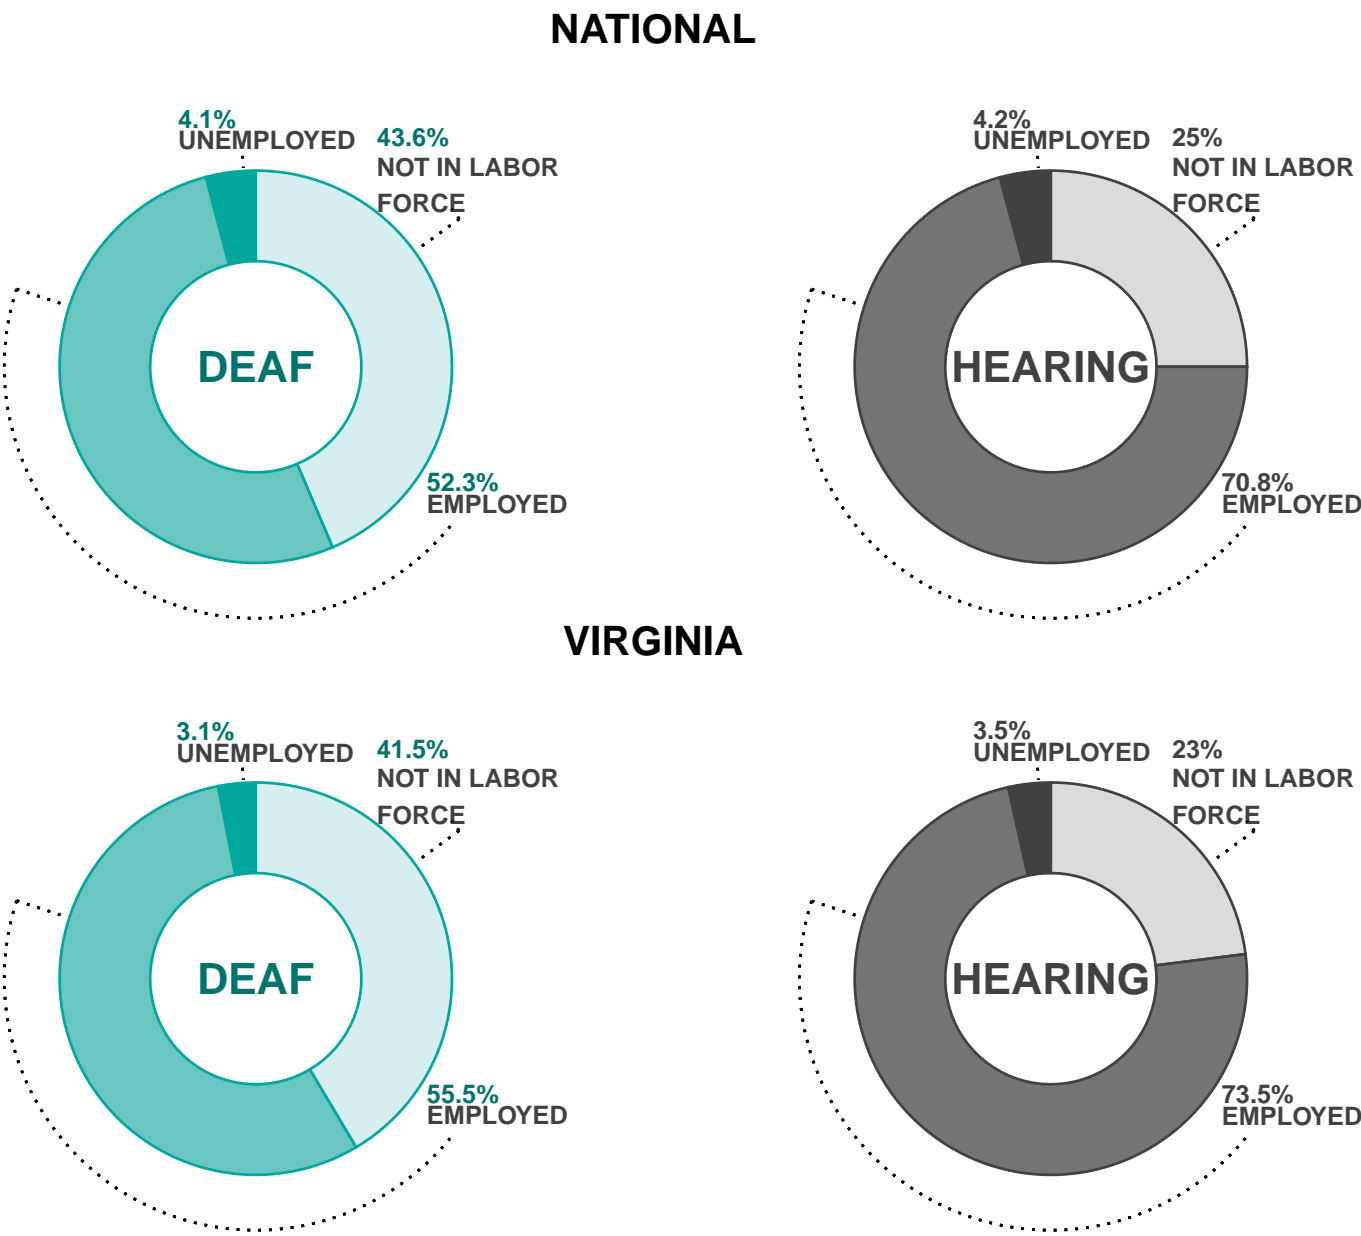 NATIONAL
4.1%
UNEMPLOYED
43.6%
NOT IN LABOR
FORCE
DEAF
52.3%
EMPLOYED
4.2%
UNEMPLOYED
25%
NOT IN LABOR
FORCE
HEARING
70.8%
EMPLOYED
VIRGINIA
3.1%
UNEMPLOYED
41.5%
NOT IN LABOR
FORCE
DEAF
55.5%
EMPLOYED
3.5%
UNEMPLOYED
23%
NOT IN LABOR
FORCE
HEARING
73.5%
EMPLOYED